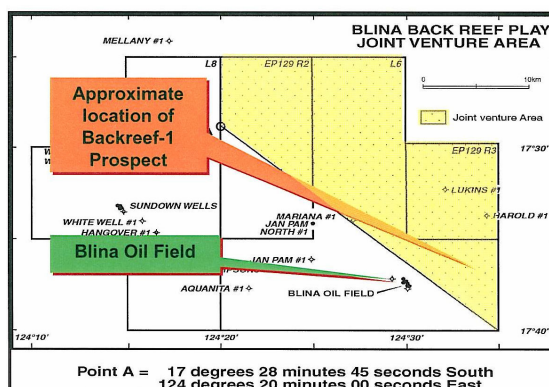 BLINA BACK REEF PLAY
JOINT VENTURE AREA
MELLANY #1
L8
EP129 R2
L6
10km
Joint venture Area
Approximate
location of
Backreef-1
Prospect
17°30'
EP129 R3
LUKINS #1
HAROLD #1
SUNDOWN WELLS
WHITE WELL #1
HANGOVER #1
MARIANA #1
JAN PAM
NORTH #1
Blina Oil Field
JAN PAM #1
AQUANITA #1
BLINA OIL FIELD
17°40'
124°10'
124°20'
124°30'
Point A = 17 degrees 28 minutes 45 seconds South
124 degrees 20 minutes 00 seconds East